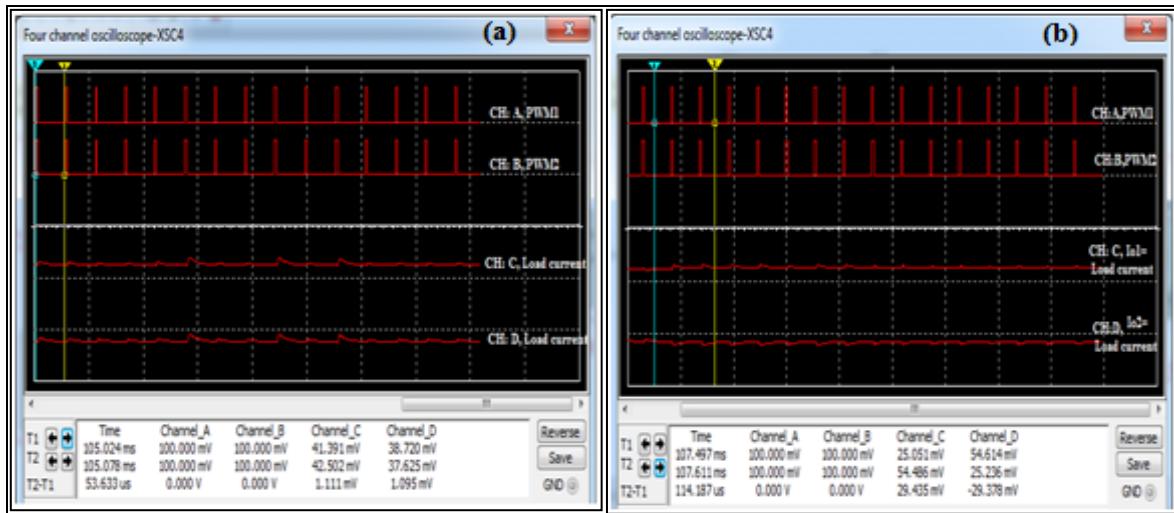 Four channel oscilloscope-XSC4
(a)
CH: A, PWM1
CH: B, PWM2
CH: C, Load current
CH: D, Load current
Time Channel_A Channel_B Channel_C Channel_D
T1 105.024 ms 100.000 mV 100.000 mV 41.391 mV 38.720 mV
T2 105.078 ms 100.000 mV 100.000 mV 42.502 mV 37.625 mV
T2-T1 53.633 us 0.000 V 0.000 V 1.111 mV 1.095 mV
Reverse
Save
GND
Four channel oscilloscope-XSC4
(b)
CH:A,PWM1
CH:B,PWM2
CH: C, Io1=
Load current
CH:D, Io2=
Load current
Time Channel_A Channel_B Channel_C Channel_D
T1 107.497 ms 100.000 mV 100.000 mV 25.051 mV 54.614 mV
T2 107.611 ms 100.000 mV 100.000 mV 54.486 mV 25.236 mV
T2-T1 114.187 us 0.000 V 0.000 V 29.435 mV -29.378 mV
Reverse
Save
GND